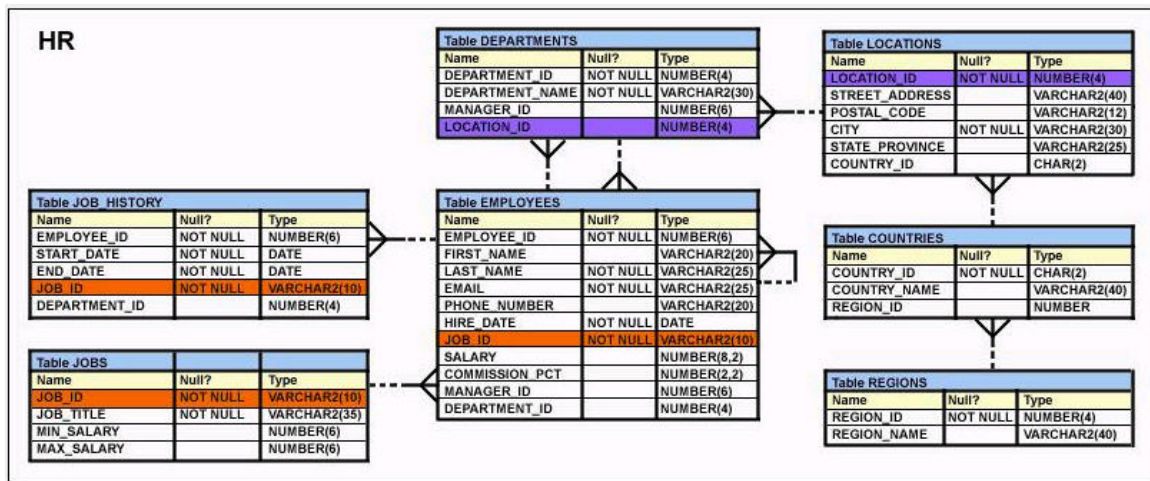 HR
Table DEPARTMENTS
Name Null? Type
DEPARTMENT_ID NOT NULL NUMBER(4)
DEPARTMENT_NAME NOT NULL VARCHAR2(30)
MANAGER_ID NUMBER(6)
LOCATION_ID NUMBER(4)
Table LOCATIONS
Name Null? Type
LOCATION_ID NOT NULL NUMBER(4)
STREET_ADDRESS VARCHAR2(40)
POSTAL_CODE VARCHAR2(12)
CITY NOT NULL VARCHAR2(30)
STATE_PROVINCE VARCHAR2(25)
COUNTRY_ID CHAR(2)
Table JOB_HISTORY
Name Null? Type
EMPLOYEE_ID NOT NULL NUMBER(6)
START_DATE NOT NULL DATE
END_DATE NOT NULL DATE
JOB_ID NOT NULL VARCHAR2(10)
DEPARTMENT_ID NUMBER(4)
Table EMPLOYEES
Name Null? Type
EMPLOYEE_ID NOT NULL NUMBER(6)
FIRST_NAME VARCHAR2(20)
LAST_NAME NOT NULL VARCHAR2(25)
EMAIL NOT NULL VARCHAR2(25)
PHONE_NUMBER VARCHAR2(20)
HIRE_DATE NOT NULL DATE
JOB_ID NOT NULL VARCHAR2(10)
SALARY NUMBER(8,2)
COMMISSION_PCT NUMBER(2,2)
MANAGER_ID NUMBER(6)
DEPARTMENT_ID NUMBER(4)
Table COUNTRIES
Name Null? Type
COUNTRY_ID NOT NULL CHAR(2)
COUNTRY_NAME VARCHAR2(40)
REGION_ID NUMBER
Table JOBS
Name Null? Type
JOB_ID NOT NULL VARCHAR2(10)
JOB_TITLE NOT NULL VARCHAR2(35)
MIN_SALARY NUMBER(6)
MAX_SALARY NUMBER(6)
Table REGIONS
Name Null? Type
REGION_ID NOT NULL NUMBER(4)
REGION_NAME VARCHAR2(40)